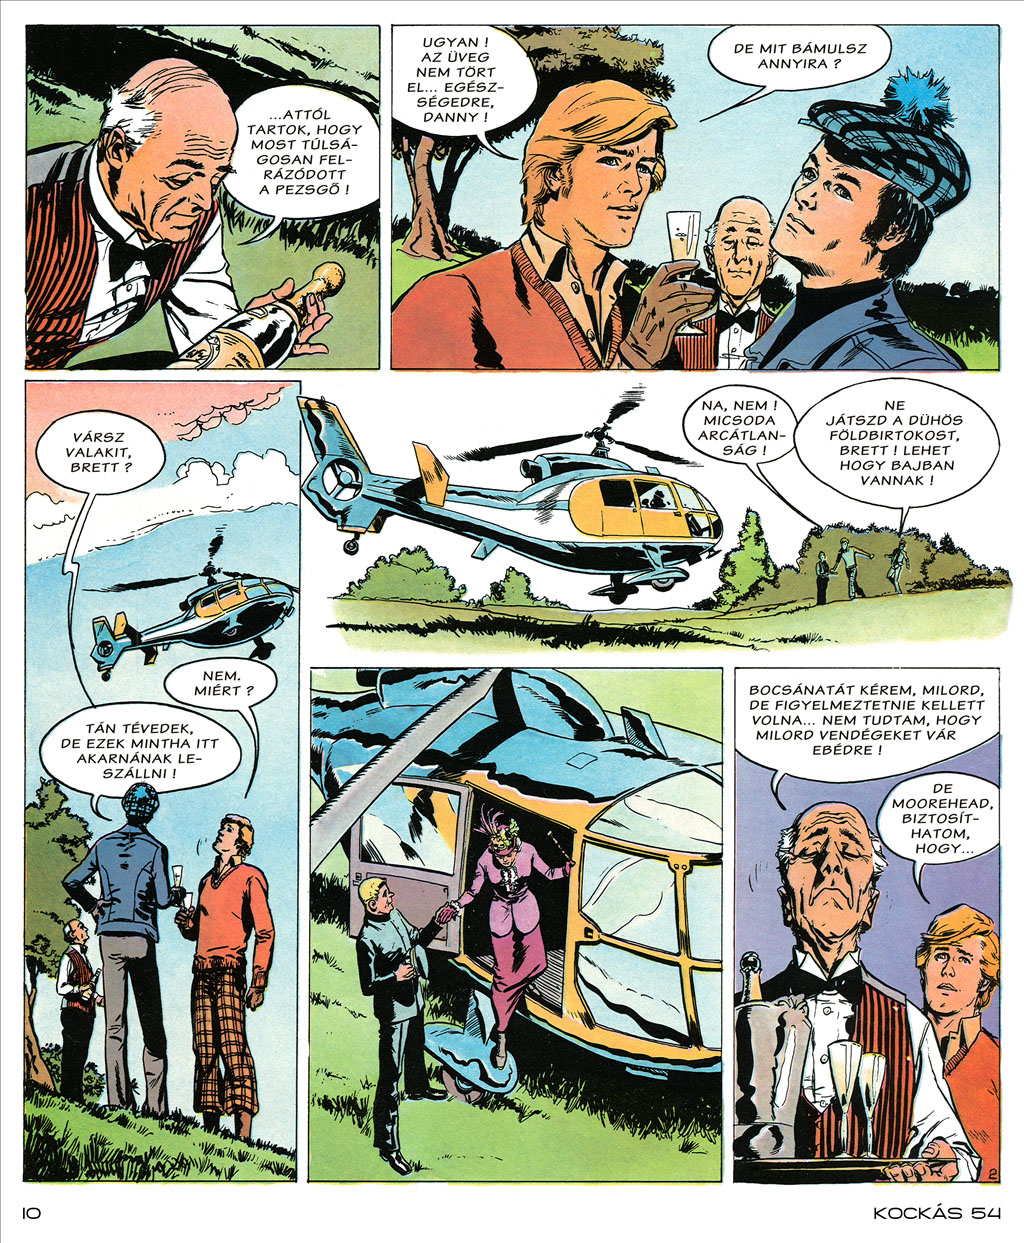 ...ATTÓL
TARTOK, HOGY
MOST TÚLSÁ-
GOSAN FEL-
RÁZÓDOTT
A PEZSGŐ !
UGYAN !
AZ ÜVEG
NEM TÖRT
EL... EGÉSZ-
SÉGEDRE,
DANNY !
DE MIT BÁMULSZ
ANNYIRA ?
VÁRSZ
VALAKIT,
BRETT ?
NEM.
MIÉRT ?
TÁN TÉVEDEK,
DE EZEK MINTHA ITT
AKARNÁNAK LE-
SZÁLLNI !
NA, NEM !
MICSODA
ARCÁTLAN-
SÁG !
NE
JÁTSZD A DÜHÖS
FÖLDBIRTOKOST,
BRETT ! LEHET
HOGY BAJBAN
VANNAK !
BOCSÁNATÁT KÉREM, MILORD,
DE FIGYELMEZTETNIE KELLETT
VOLNA... NEM TUDTAM, HOGY
MILORD VENDÉGEKET VÁR
EBÉDRE !
DE
MOOREHEAD,
BIZTOSÍT-
HATOM,
HOGY...
2
10
KOCKÁS 54